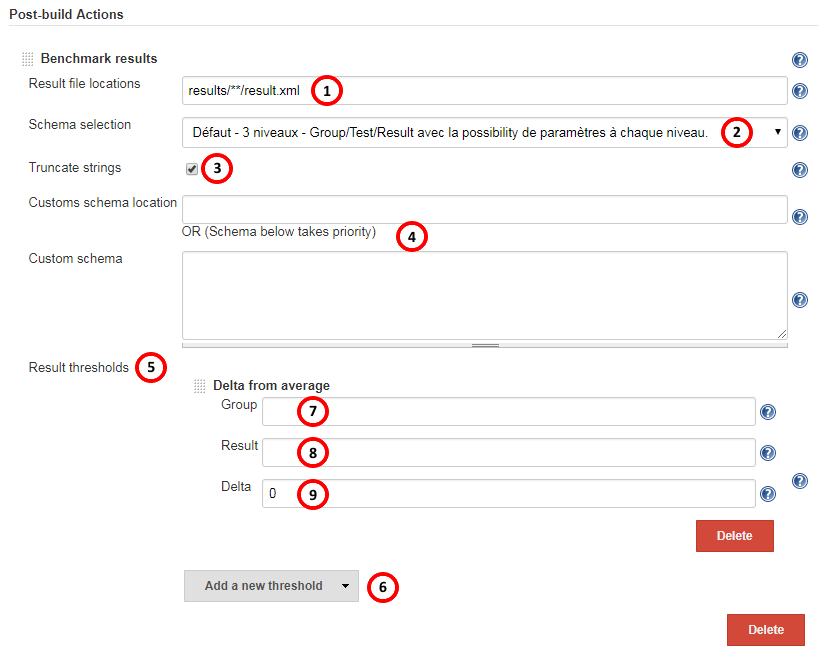 Post-build Actions
Benchmark results
?
Result file locations
results/**/result.xml
1
?
Schema selection
Défaut - 3 niveaux - Group/Test/Result avec la possibility de paramètres à chaque niveau.
2
?
Truncate strings
3
?
Customs schema location
?
OR (Schema below takes priority)
4
Custom schema
?
Result thresholds
5
Delta from average
Group
7
?
Result
8
?
Delta
0
9
?
?
Delete
Add a new threshold
6
Delete